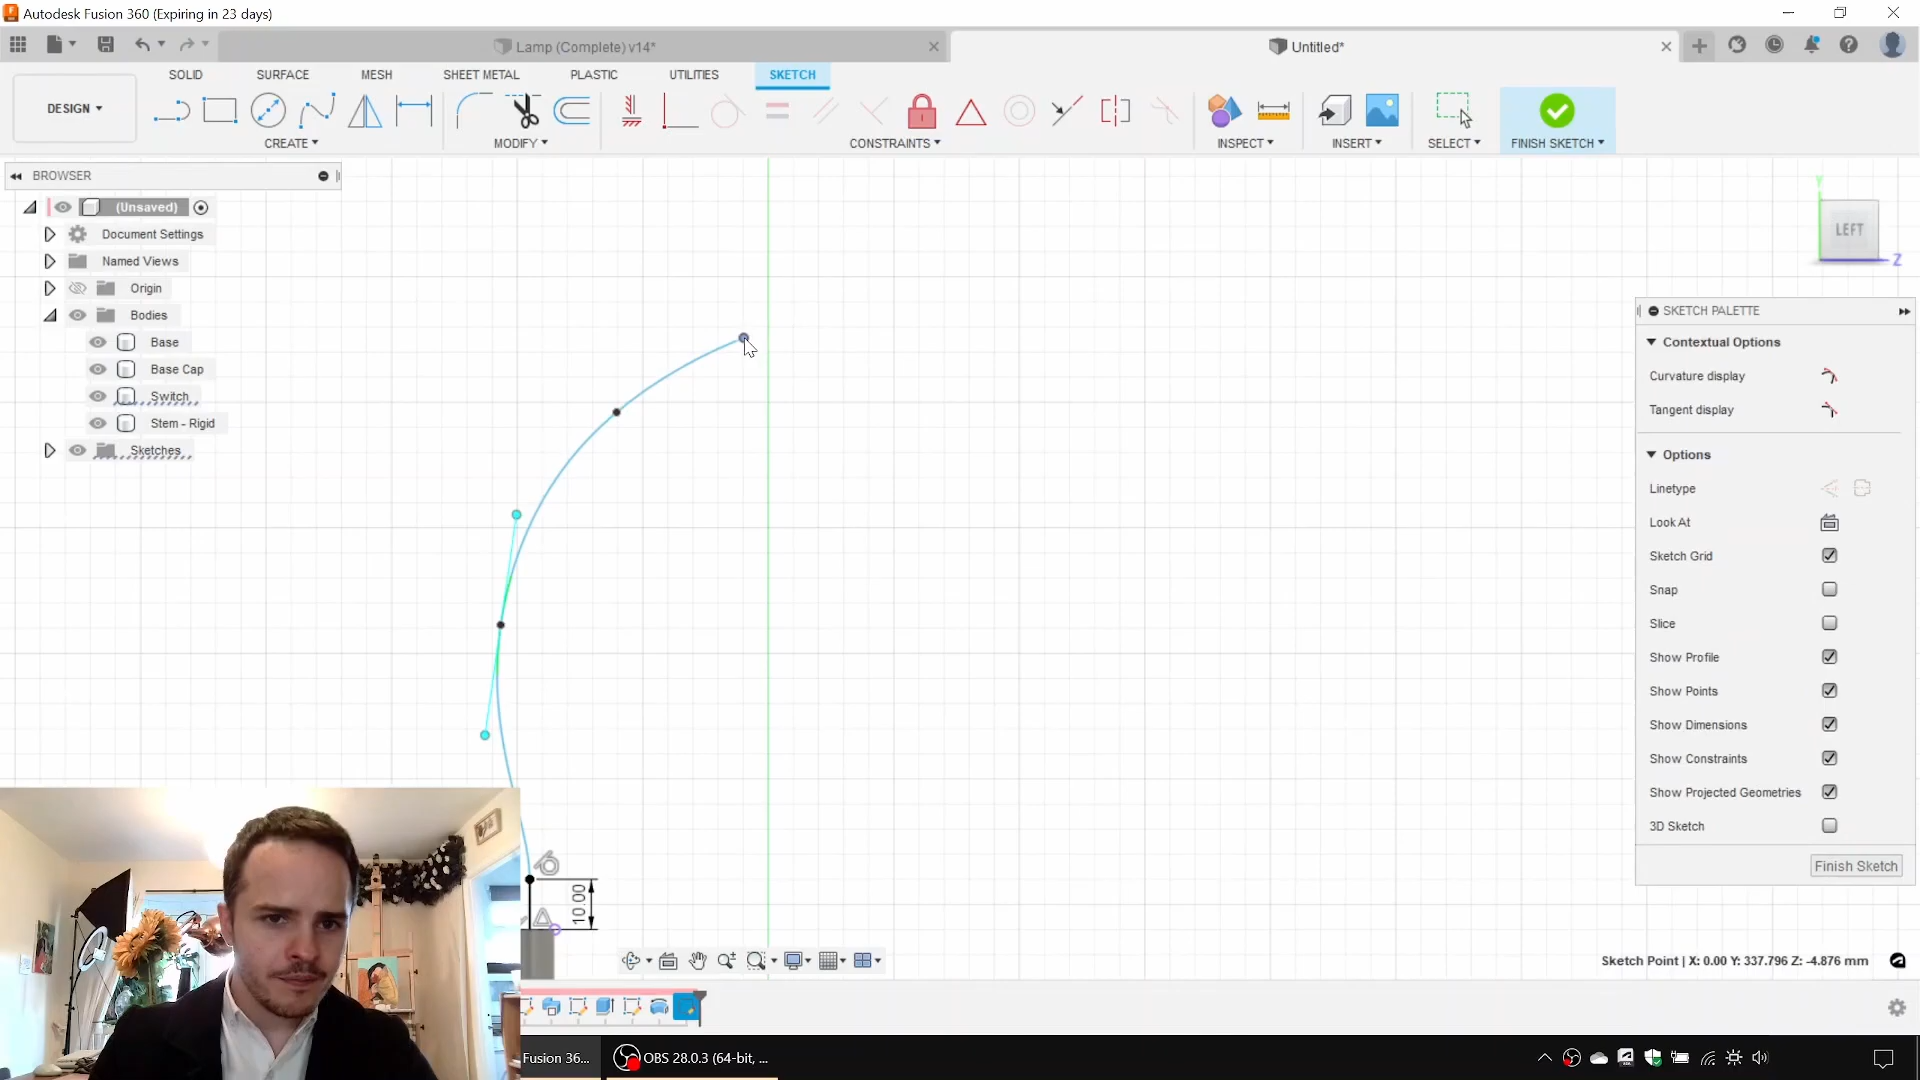 Autodesk Fusion 360 (Expiring in 23 days)
Lamp (Complete) v14*
Untitled*
SOLID SURFACE MESH SHEET METAL PLASTIC UTILITIES SKETCH
DESIGN
CREATE MODIFY CONSTRAINTS INSPECT INSERT SELECT FINISH SKETCH
BROWSER
(Unsaved)
Document Settings
Named Views
Origin
Bodies
Base
Base Cap
Switch
Stem - Rigid
Sketches
Y
LEFT
Z
SKETCH PALETTE
Contextual Options
Curvature display
Tangent display
Options
Linetype
Look At
Sketch Grid
Snap
Slice
Show Profile
Show Points
Show Dimensions
Show Constraints
Show Projected Geometries
3D Sketch
Finish Sketch
10.00
Sketch Point | X: 0.00 Y: 337.796 Z: -4.876 mm
Fusion 36...
OBS 28.0.3 (64-bit, ...